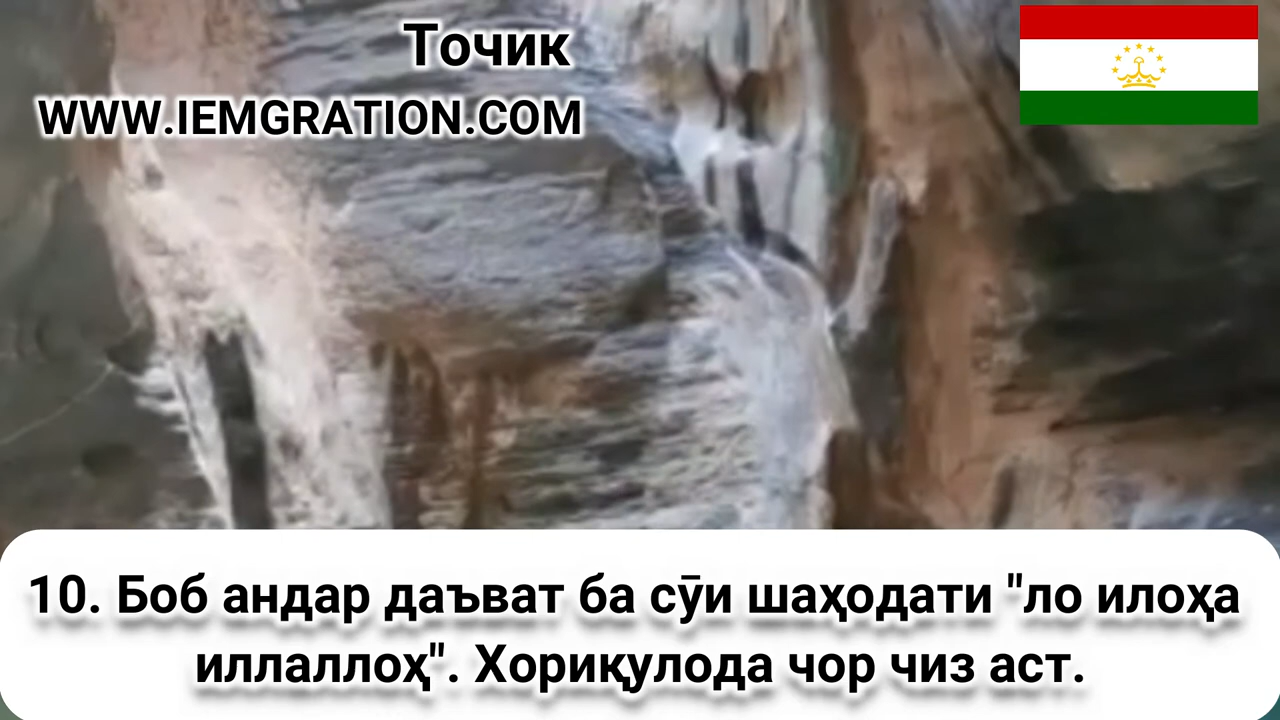 Точик
WWW.IEMGRATION.COM
10. Боб андар даъват ба сӯи шаҳодати "ло илоҳа
иллаллоҳ". Хориқулода чор чиз аст.